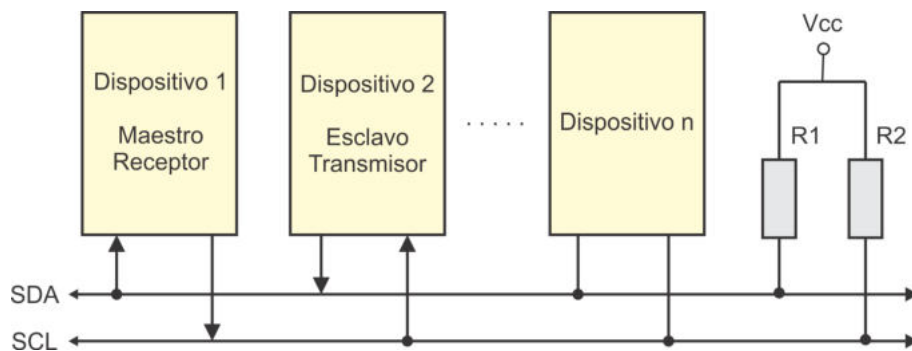 Vcc
Dispositivo 1
Maestro
Receptor
Dispositivo 2
Esclavo
Transmisor
.....
Dispositivo n
R1
R2
SDA
SCL